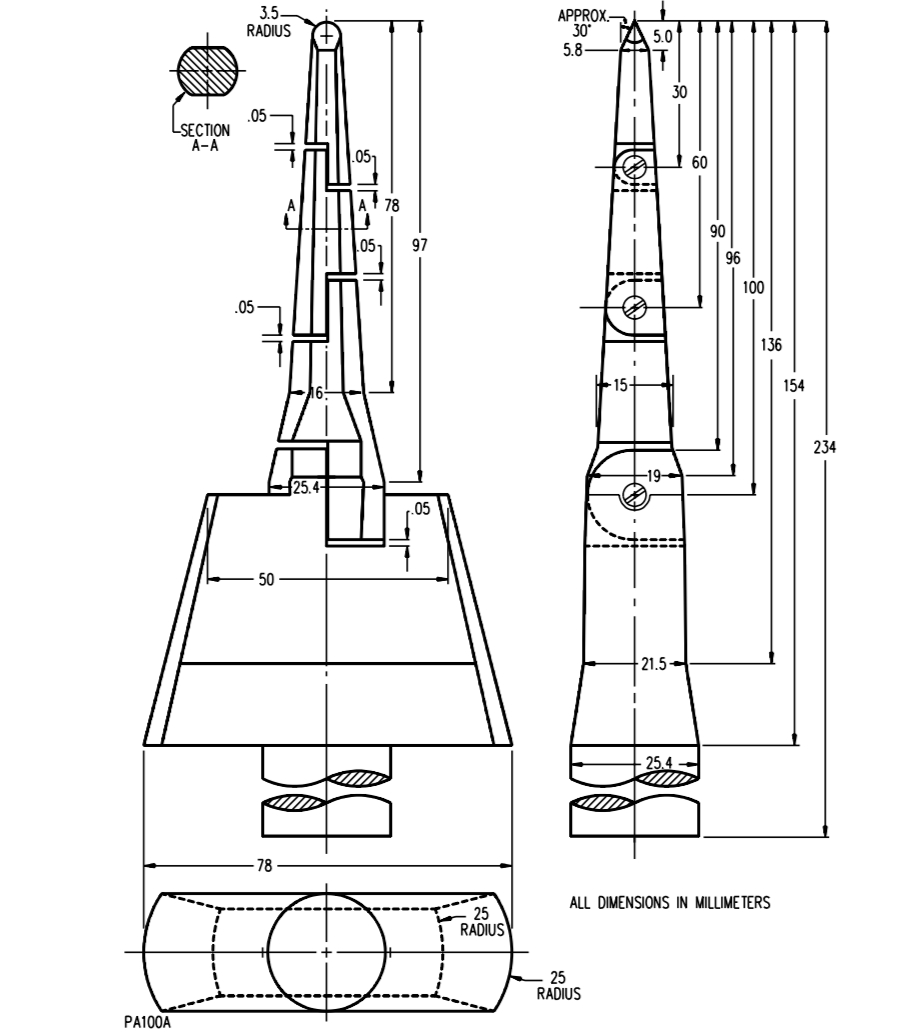 3.5
RADIUS
APPROX.
30°
5.0
5.8
SECTION
A-A
.05
.05
A
A
78
97
.05
.05
16
25.4
.05
50
30
60
90
96
100
136
154
234
15
19
21.5
25.4
78
ALL DIMENSIONS IN MILLIMETERS
25
RADIUS
25
RADIUS
PA100A